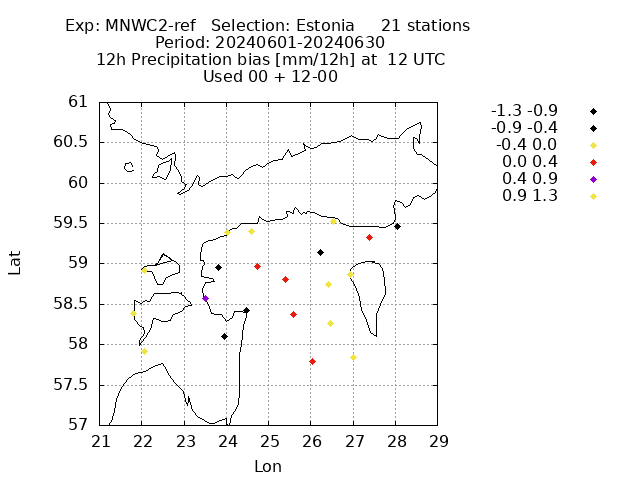 Exp: MNWC2-ref   Selection: Estonia     21 stations
Period: 20240601-20240630
12h Precipitation bias [mm/12h] at  12 UTC
Used 00 + 12-00
-1.3 -0.9
-0.9 -0.4
-0.4 0.0
0.0 0.4
0.4 0.9
0.9 1.3
61
60.5
60
59.5
59
58.5
58
57.5
57
Lat
21 22 23 24 25 26 27 28 29
Lon